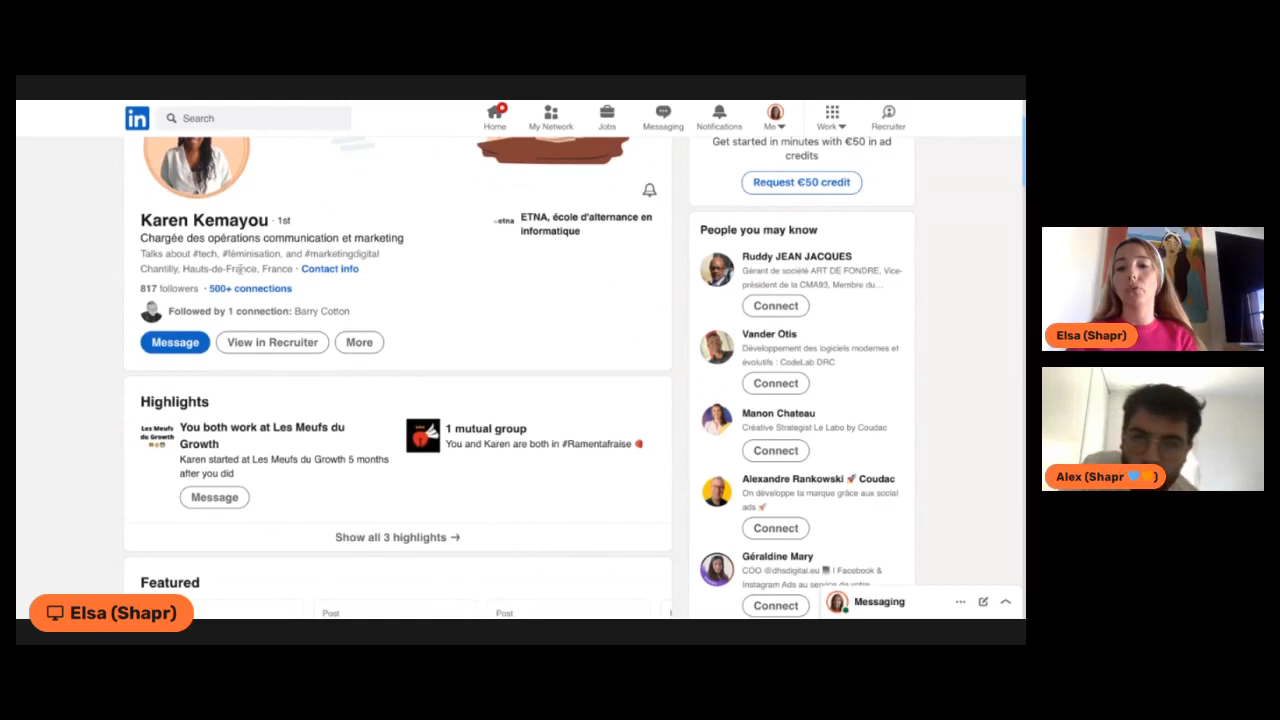 in
Search
Home
My Network
Jobs
Messaging
Notifications
Me
Work
Recruiter
Karen Kemayou · 1st
Chargée des opérations communication et marketing
Talks about #tech, #féminisation, and #marketingdigital
Chantilly, Hauts-de-France, France · Contact info
817 followers · 500+ connections
Followed by 1 connection: Barry Cotton
Message
View in Recruiter
More
etna
ETNA, école d'alternance en
informatique
Highlights
Les Meufs
du Growth
You both work at Les Meufs du
Growth
Karen started at Les Meufs du Growth 5 months
after you did
Message
1 mutual group
You and Karen are both in #Ramentafraise 🍓
Show all 3 highlights →
Featured
Post
Post
Get started in minutes with €50 in ad
credits
Request €50 credit
People you may know
Ruddy JEAN JACQUES
Gérant de société ART DE FONDRE, Vice-
président de la CMA93, Membre du...
Connect
Vander Otis
Développement des logiciels modernes et
évolutifs : CodeLab DRC
Connect
Manon Chateau
Créative Strategist Le Labo by Coudac
Connect
Alexandre Rankowski 🚀 Coudac
On développe ta marque grâce aux social
ads 🚀
Connect
Géraldine Mary
COO @dhsdigital.eu | Facebook &
Instagram Ads au service de votre
Connect
Messaging
Elsa (Shapr)
Elsa (Shapr)
Alex (Shapr 💙🧡)